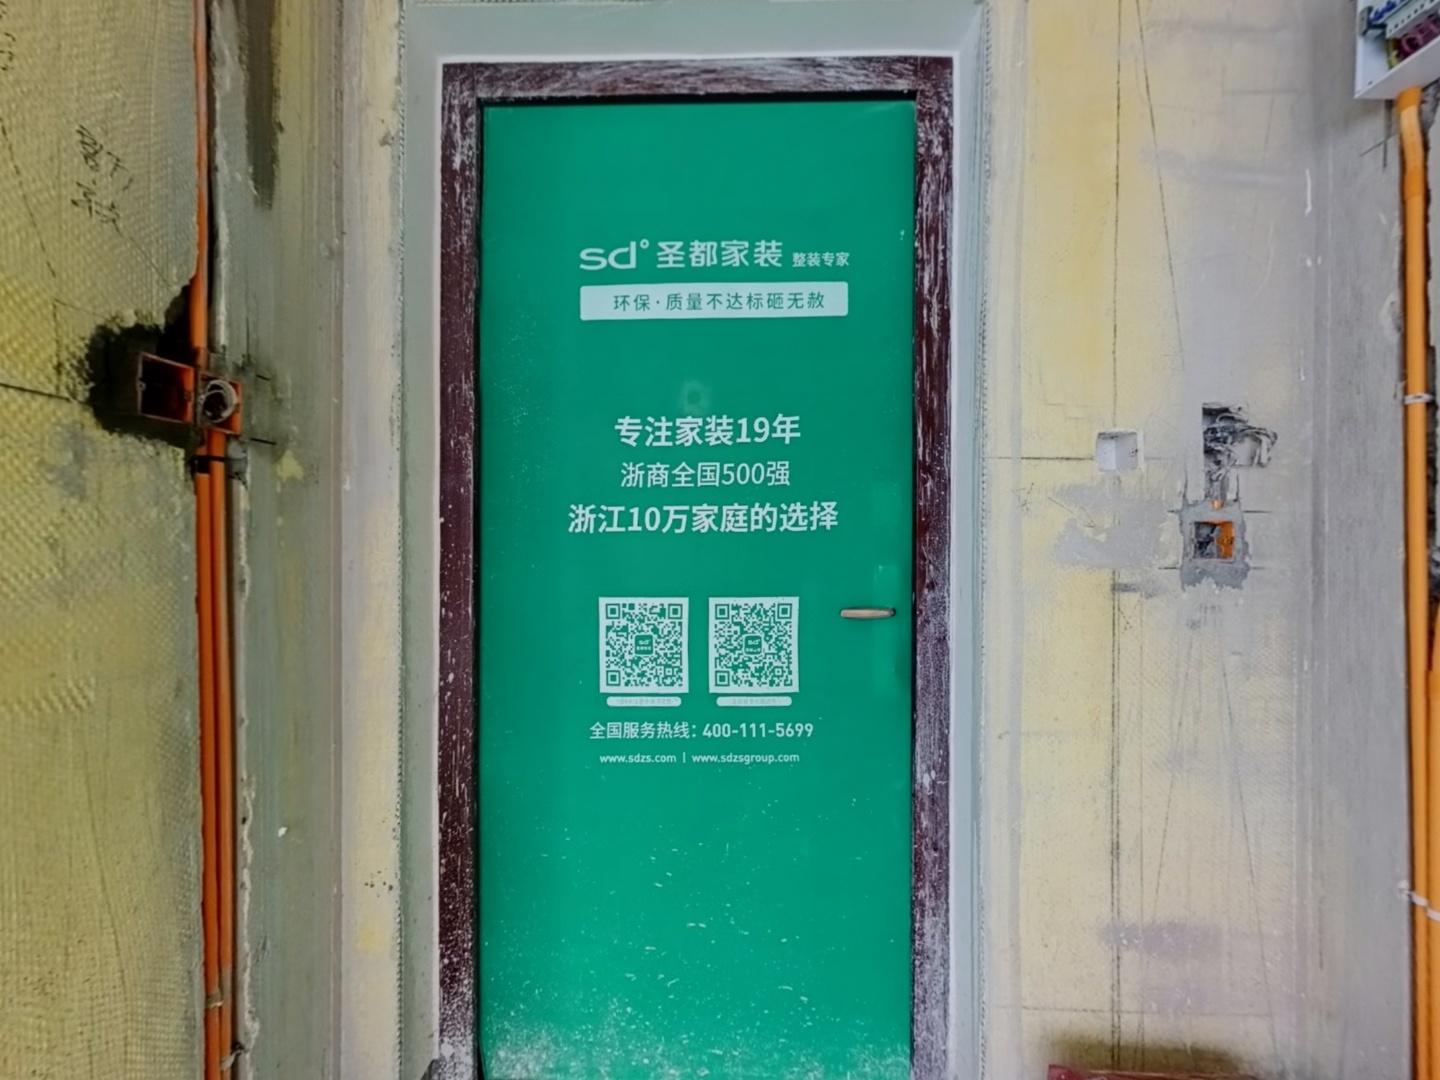 sd° 圣都家装 整装专家
环保·质量不达标砸无赦
专注家装19年
浙商全国500强
浙江10万家庭的选择
全国服务热线：400-111-5699
www.sdzs.com | www.sdzsgroup.com